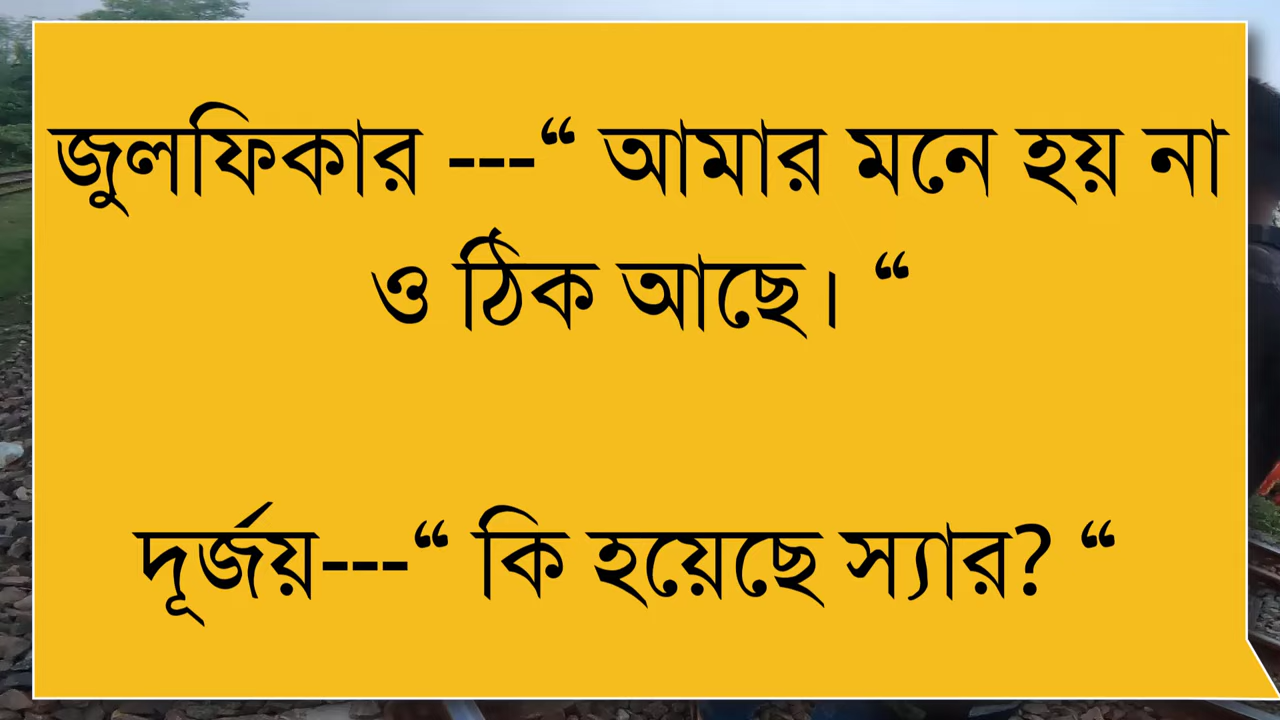 জুলফিকার ---“ আমার মনে হয় না
ও ঠিক আছে। “
দূর্জয়---“ কি হয়েছে স্যার? “